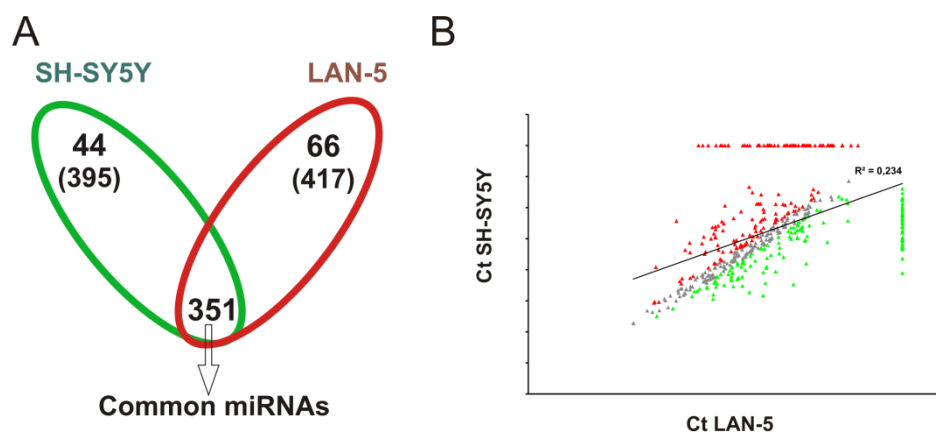 A
SH-SY5Y
LAN-5
44
(395)
66
(417)
351
Common miRNAs
B
Ct SH-SY5Y
R² = 0,234
Ct LAN-5